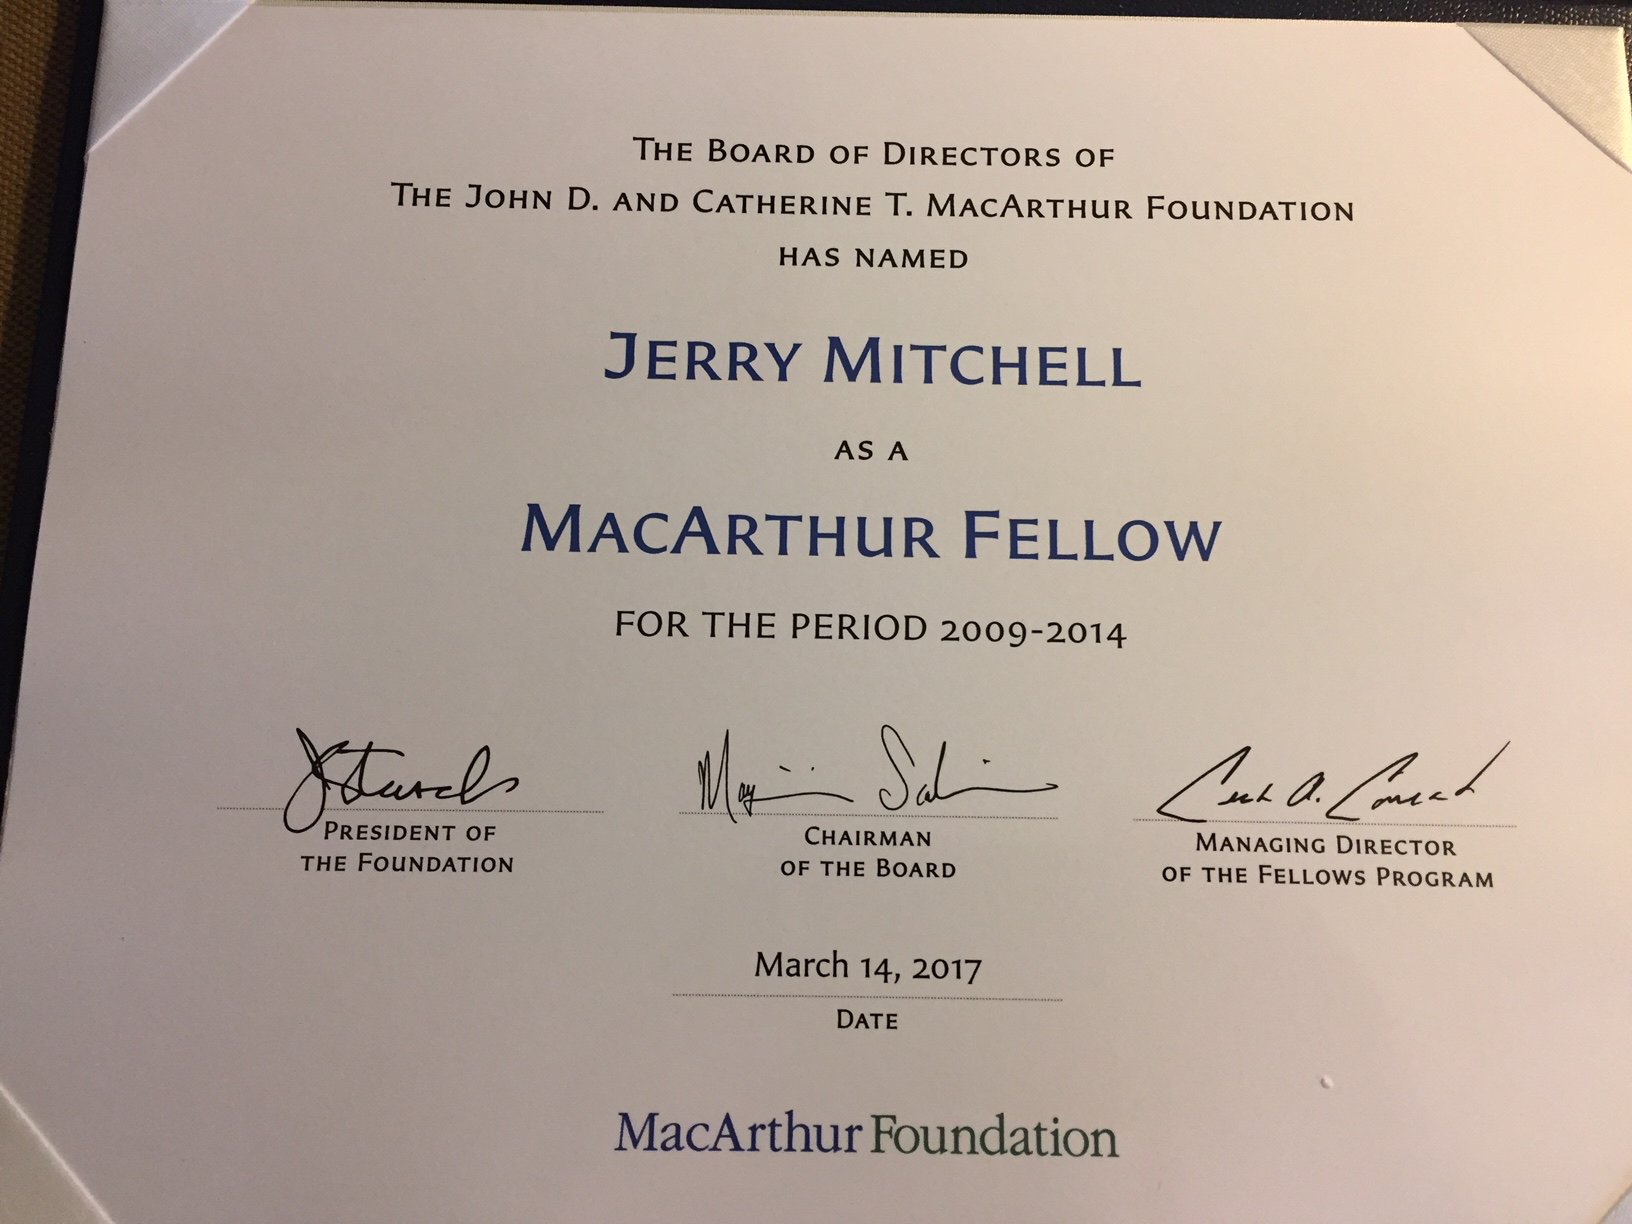 The Board of Directors of
The John D. and Catherine T. MacArthur Foundation
has named
Jerry Mitchell
as a
MacArthur Fellow
for the period 2009-2014
President of
the Foundation
Chairman
of the Board
Managing Director
of the Fellows Program
March 14, 2017
Date
MacArthur Foundation